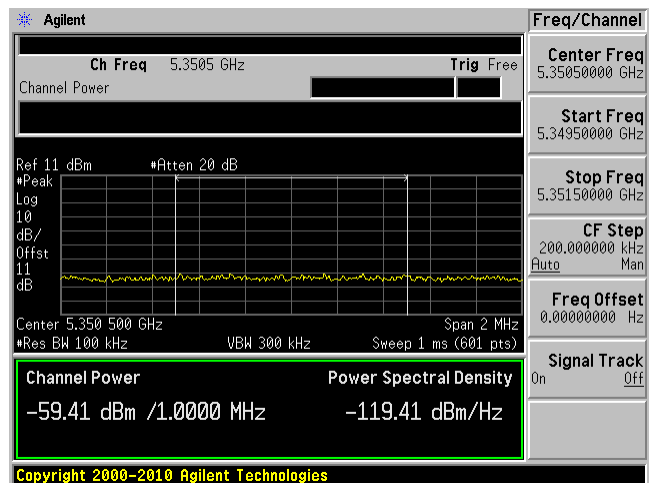 Agilent
Freq/Channel
Ch Freq 5.3505 GHz Trig Free
Channel Power
Ref 11 dBm #Atten 20 dB
#Peak
Log
10
dB/
Offst
11
dB
Center 5.350 500 GHz Span 2 MHz
#Res BW 100 kHz VBW 300 kHz Sweep 1 ms (601 pts)
Channel Power Power Spectral Density
-59.41 dBm /1.0000 MHz -119.41 dBm/Hz
Copyright 2000-2010 Agilent Technologies
Center Freq
5.35050000 GHz
Start Freq
5.34950000 GHz
Stop Freq
5.35150000 GHz
CF Step
200.000000 kHz
Auto Man
Freq Offset
0.00000000 Hz
Signal Track
On Off